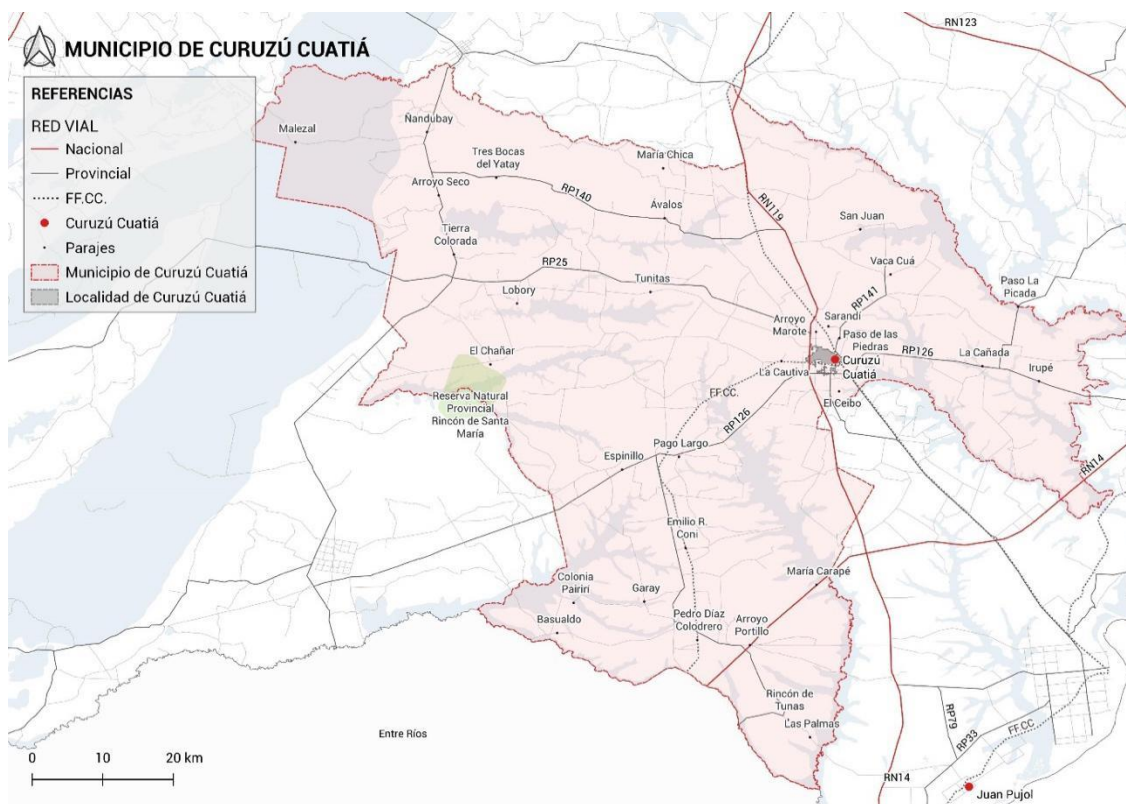 MUNICIPIO DE CURUZÚ CUATIÁ
REFERENCIAS
RED VIAL
Nacional
Provincial
FF.CC.
Curuzú Cuatiá
Parajes
Municipio de Curuzú Cuatiá
Localidad de Curuzú Cuatiá
RN123
Malezal
Ñandubay
Tres Bocas
del Yatay
María Chica
Arroyo Seco
RP140
Ávalos
RN119
San Juan
Tierra
Colorada
Vaca Cuá
RP25
Tunitas
Lobory
Paso La
Picada
RP141
Arroyo
Marote
Sarandi
Paso de las
Piedras
RP126
La Cañada
Irupé
Curuzú
Cuatiá
La Cautiva
El Chañar
El Ceibo
FF.CC.
Reserva Natural
Provincial
Rincón de Santa
María
RP126
Pago Largo
Espinillo
RN14
Emilio R.
Coni
María Carapé
Colonia
Pairirí
Garay
Basualdo
Pedro Díaz
Colodrero
Arroyo
Portillo
Rincón de
Tunas
Las Palmas
Entre Ríos
RP79
RP33
FF.CC
RN14
Juan Pujol
0
10
20 km